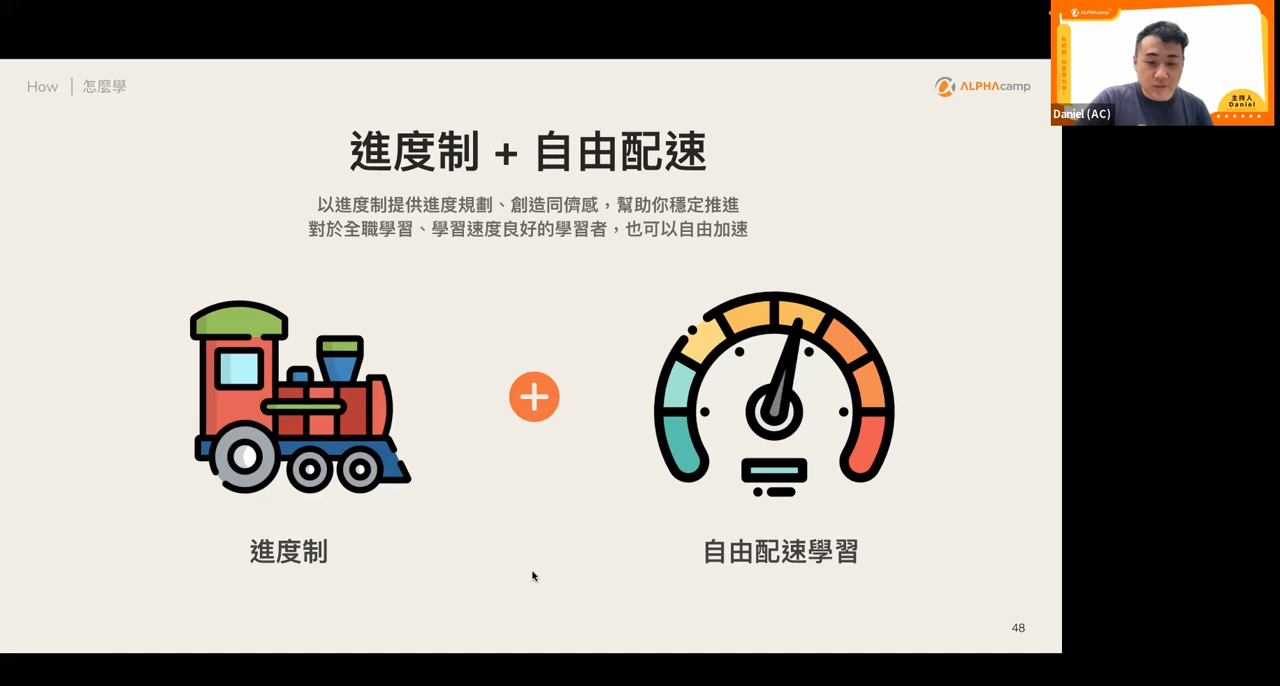 How | 怎麼學
ALPHAcamp
進度制 + 自由配速
以進度制提供進度規劃、創造同儕感，幫助你穩定推進
對於全職學習、學習速度良好的學習者，也可以自由加速
進度制
自由配速學習
48
ALPHAcamp
主持人
Daniel
Daniel (AC)